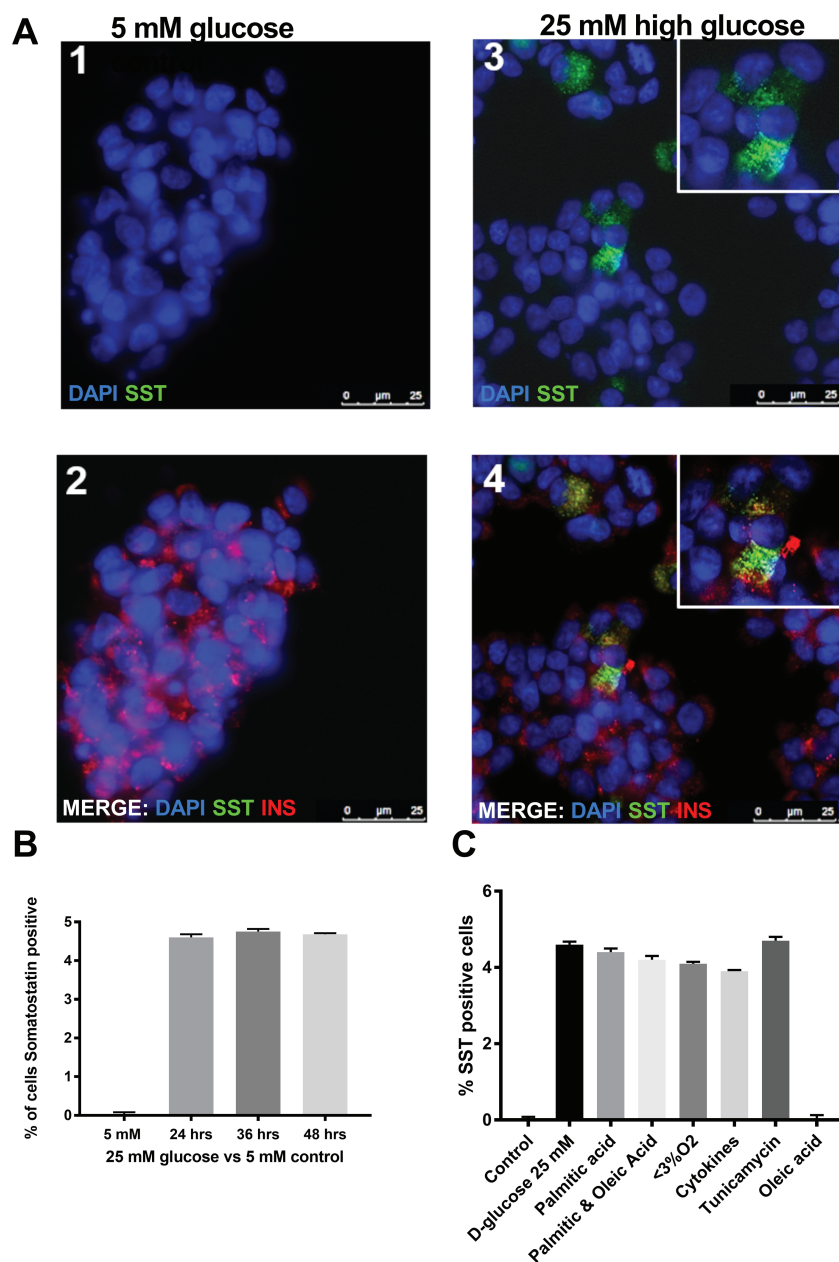 A
5 mM glucose
25 mM high glucose
1
DAPI SST
0 µm 25
3
DAPI SST
0 µm 25
2
MERGE: DAPI SST INS
0 µm 25
4
MERGE: DAPI SST INS
0 µm 25
B
% of cells Somatostatin positive
5
4
3
2
1
0
5 mM
24 hrs
36 hrs
48 hrs
25 mM glucose vs 5 mM control
C
% SST positive cells
6
4
2
0
Control
D-glucose 25 mM
Palmitic acid
Palmitic & Oleic Acid
<3%O2
Cytokines
Tunicamycin
Oleic acid